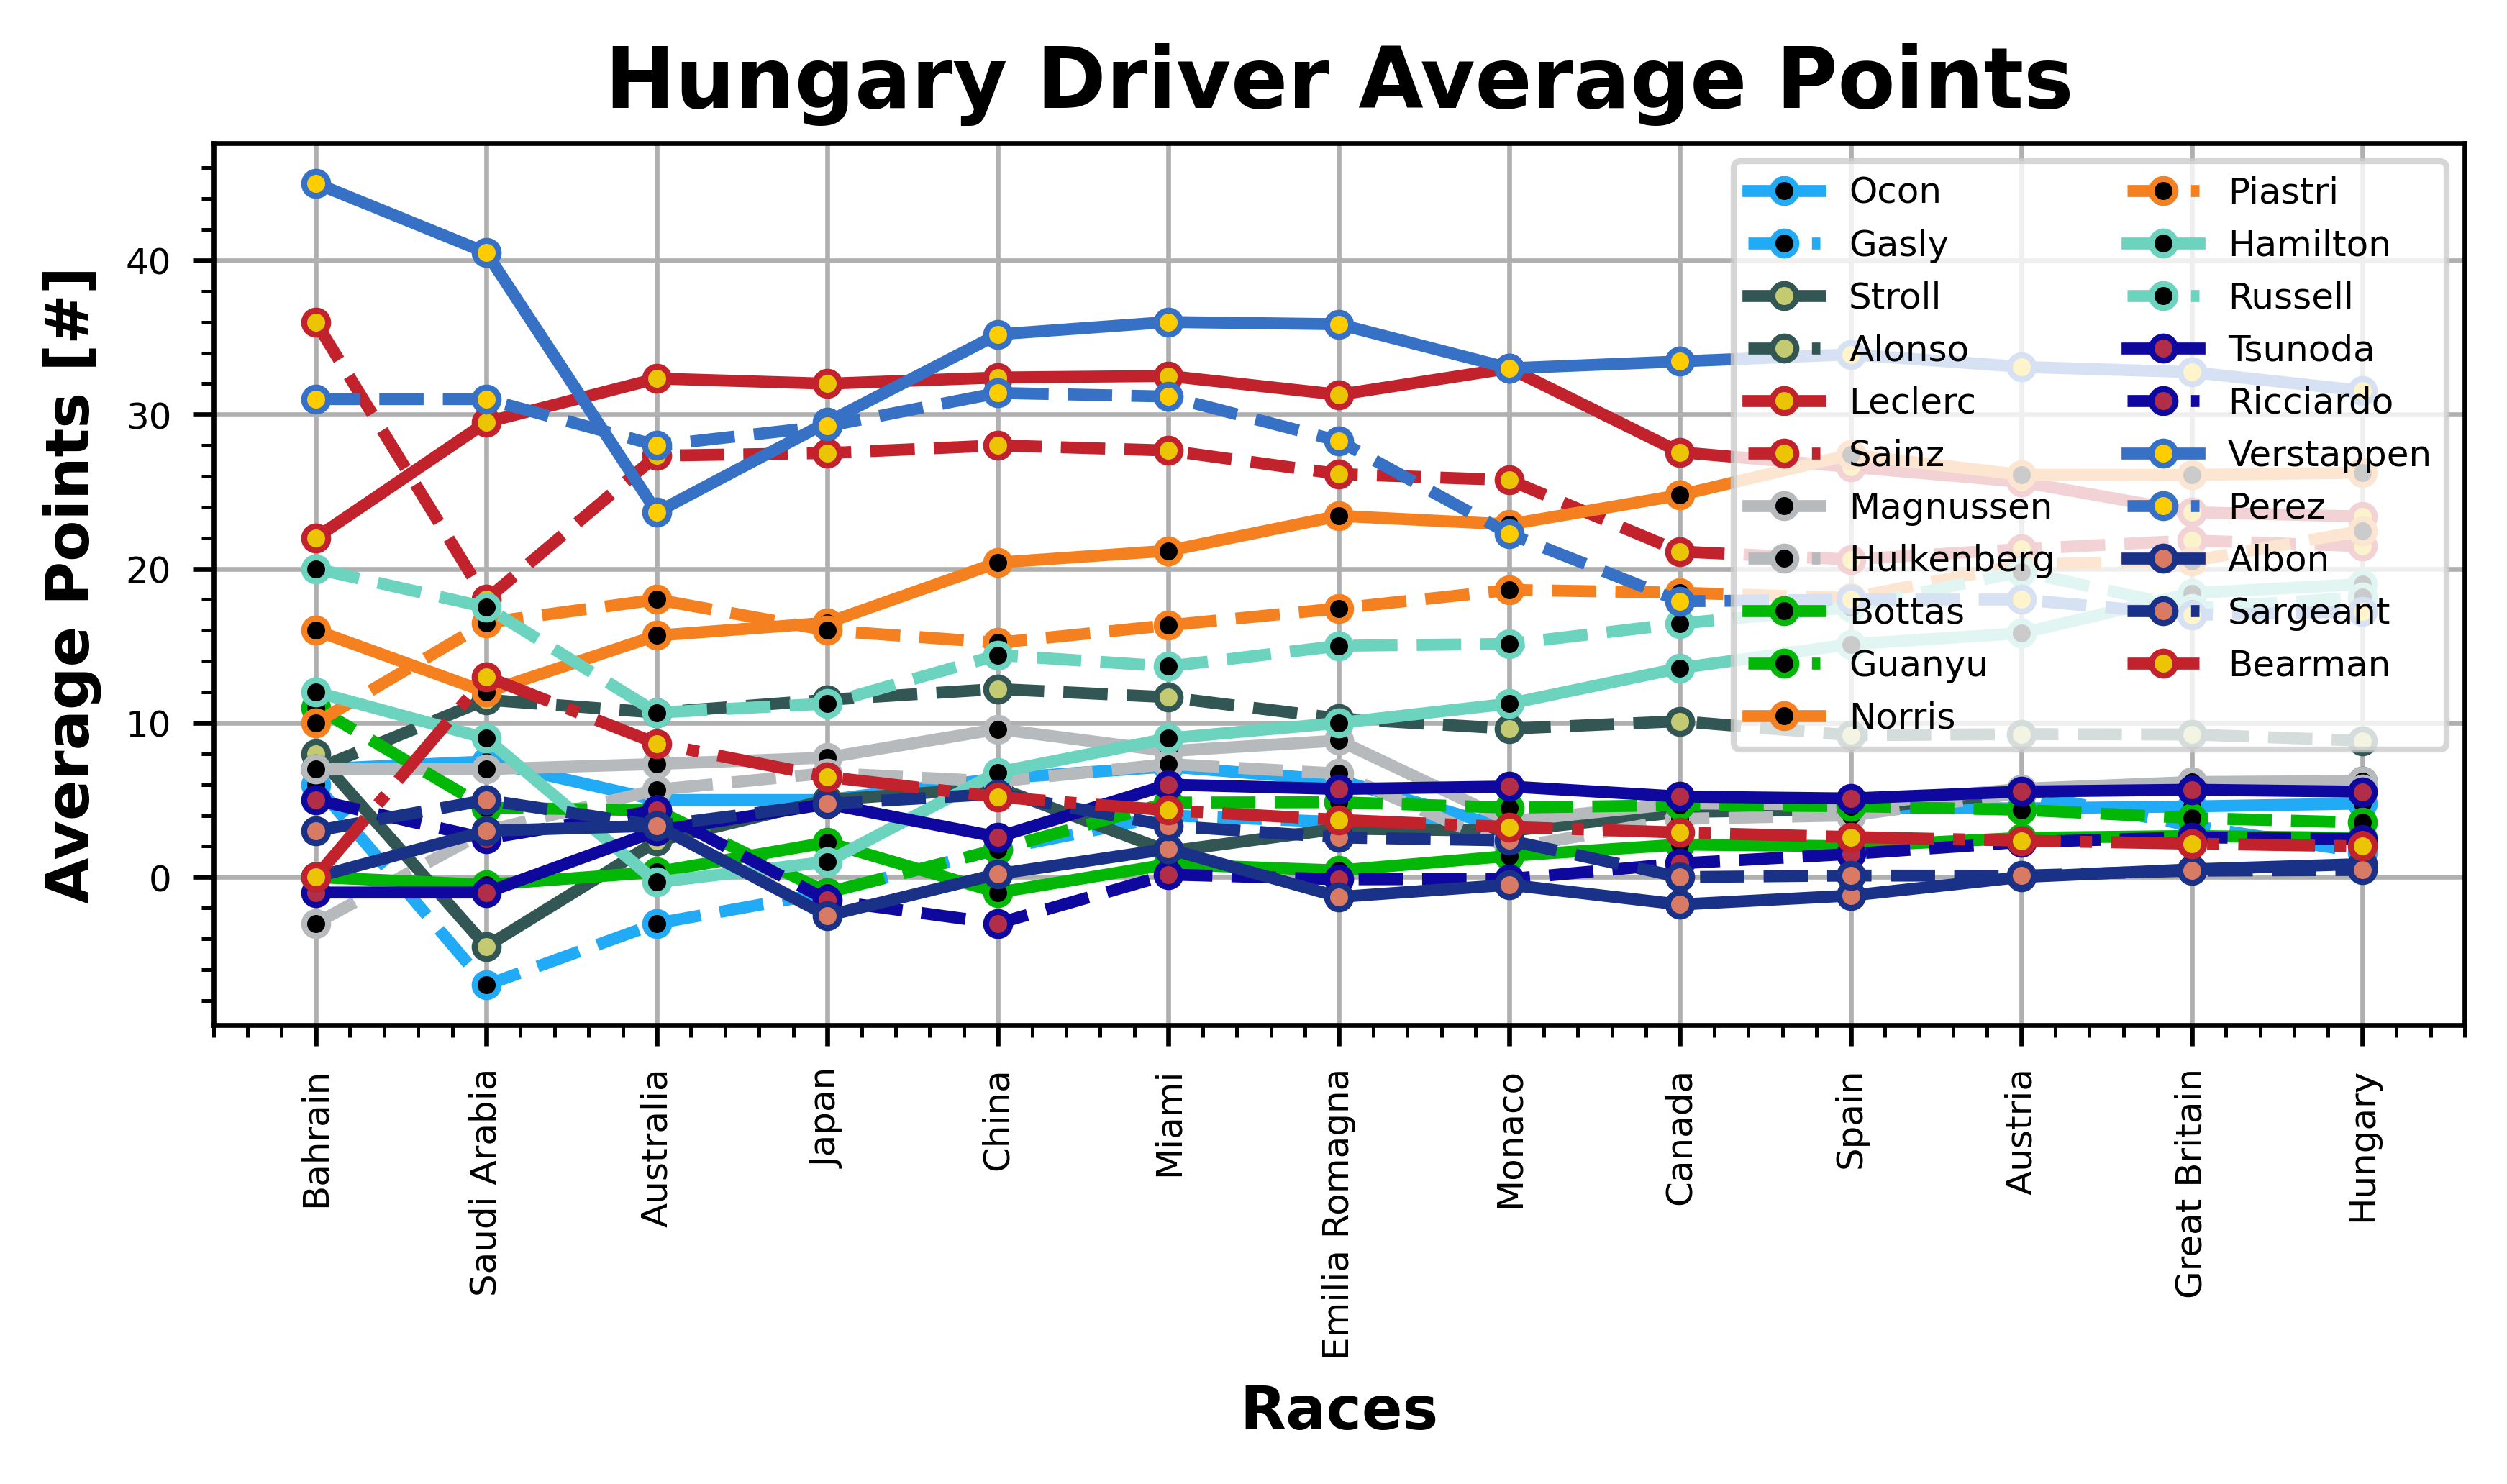 Hungary Driver Average Points
Average Points [#]
40
30
20
10
0
Ocon
Gasly
Stroll
Alonso
Leclerc
Sainz
Magnussen
Hulkenberg
Bottas
Guanyu
Norris
Piastri
Hamilton
Russell
Tsunoda
Ricciardo
Verstappen
Perez
Albon
Sargeant
Bearman
Bahrain
Saudi Arabia
Australia
Japan
China
Miami
Emilia Romagna
Monaco
Canada
Spain
Austria
Great Britain
Hungary
Races